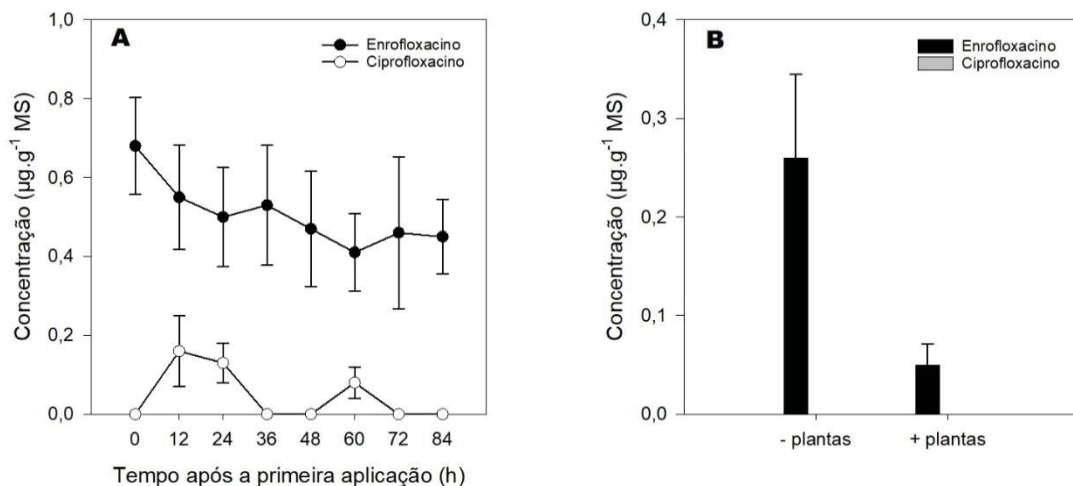 A
Enrofloxacino
Ciprofloxacino
Concentração (µg.g⁻¹ MS)
1,0
0,8
0,6
0,4
0,2
0,0
0 12 24 36 48 60 72 84
Tempo após a primeira aplicação (h)
B
Enrofloxacino
Ciprofloxacino
Concentração (µg.g⁻¹ MS)
0,4
0,3
0,2
0,1
0,0
- plantas + plantas